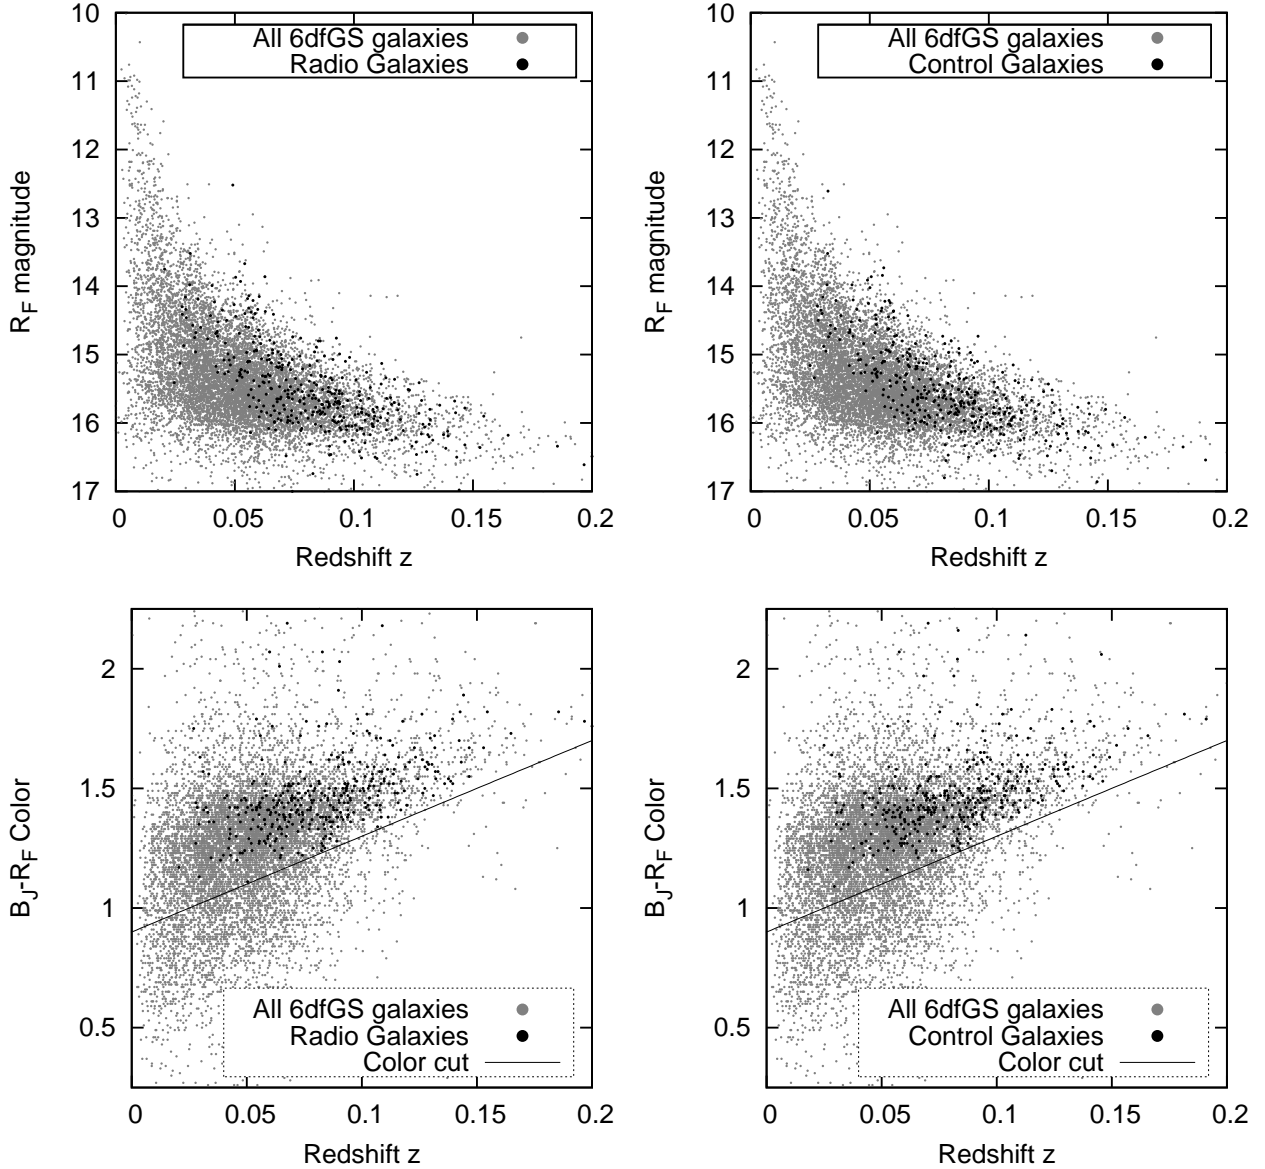 All 6dfGS galaxies
Radio Galaxies
10
11
12
13
14
15
16
17
R_F magnitude
0
0.05
0.1
0.15
0.2
Redshift z
All 6dfGS galaxies
Control Galaxies
10
11
12
13
14
15
16
17
R_F magnitude
0
0.05
0.1
0.15
0.2
Redshift z
2
1.5
1
0.5
B_J-R_F Color
All 6dfGS galaxies
Radio Galaxies
Color cut
0
0.05
0.1
0.15
0.2
Redshift z
2
1.5
1
0.5
B_J-R_F Color
All 6dfGS galaxies
Control Galaxies
Color cut
0
0.05
0.1
0.15
0.2
Redshift z